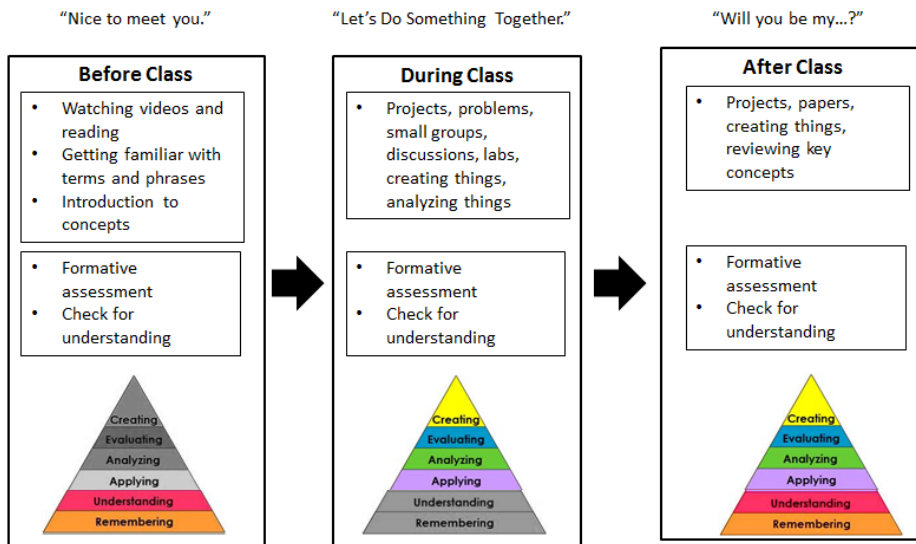 “Nice to meet you.”
“Let’s Do Something Together.”
“Will you be my…?”
Before Class
• Watching videos and
reading
• Getting familiar with
terms and phrases
• Introduction to
concepts
• Formative
assessment
• Check for
understanding
Creating
Evaluating
Analyzing
Applying
Understanding
Remembering
During Class
• Projects, problems,
small groups,
discussions, labs,
creating things,
analyzing things
• Formative
assessment
• Check for
understanding
Creating
Evaluating
Analyzing
Applying
Understanding
Remembering
After Class
• Projects, papers,
creating things,
reviewing key
concepts
• Formative
assessment
• Check for
understanding
Creating
Evaluating
Analyzing
Applying
Understanding
Remembering